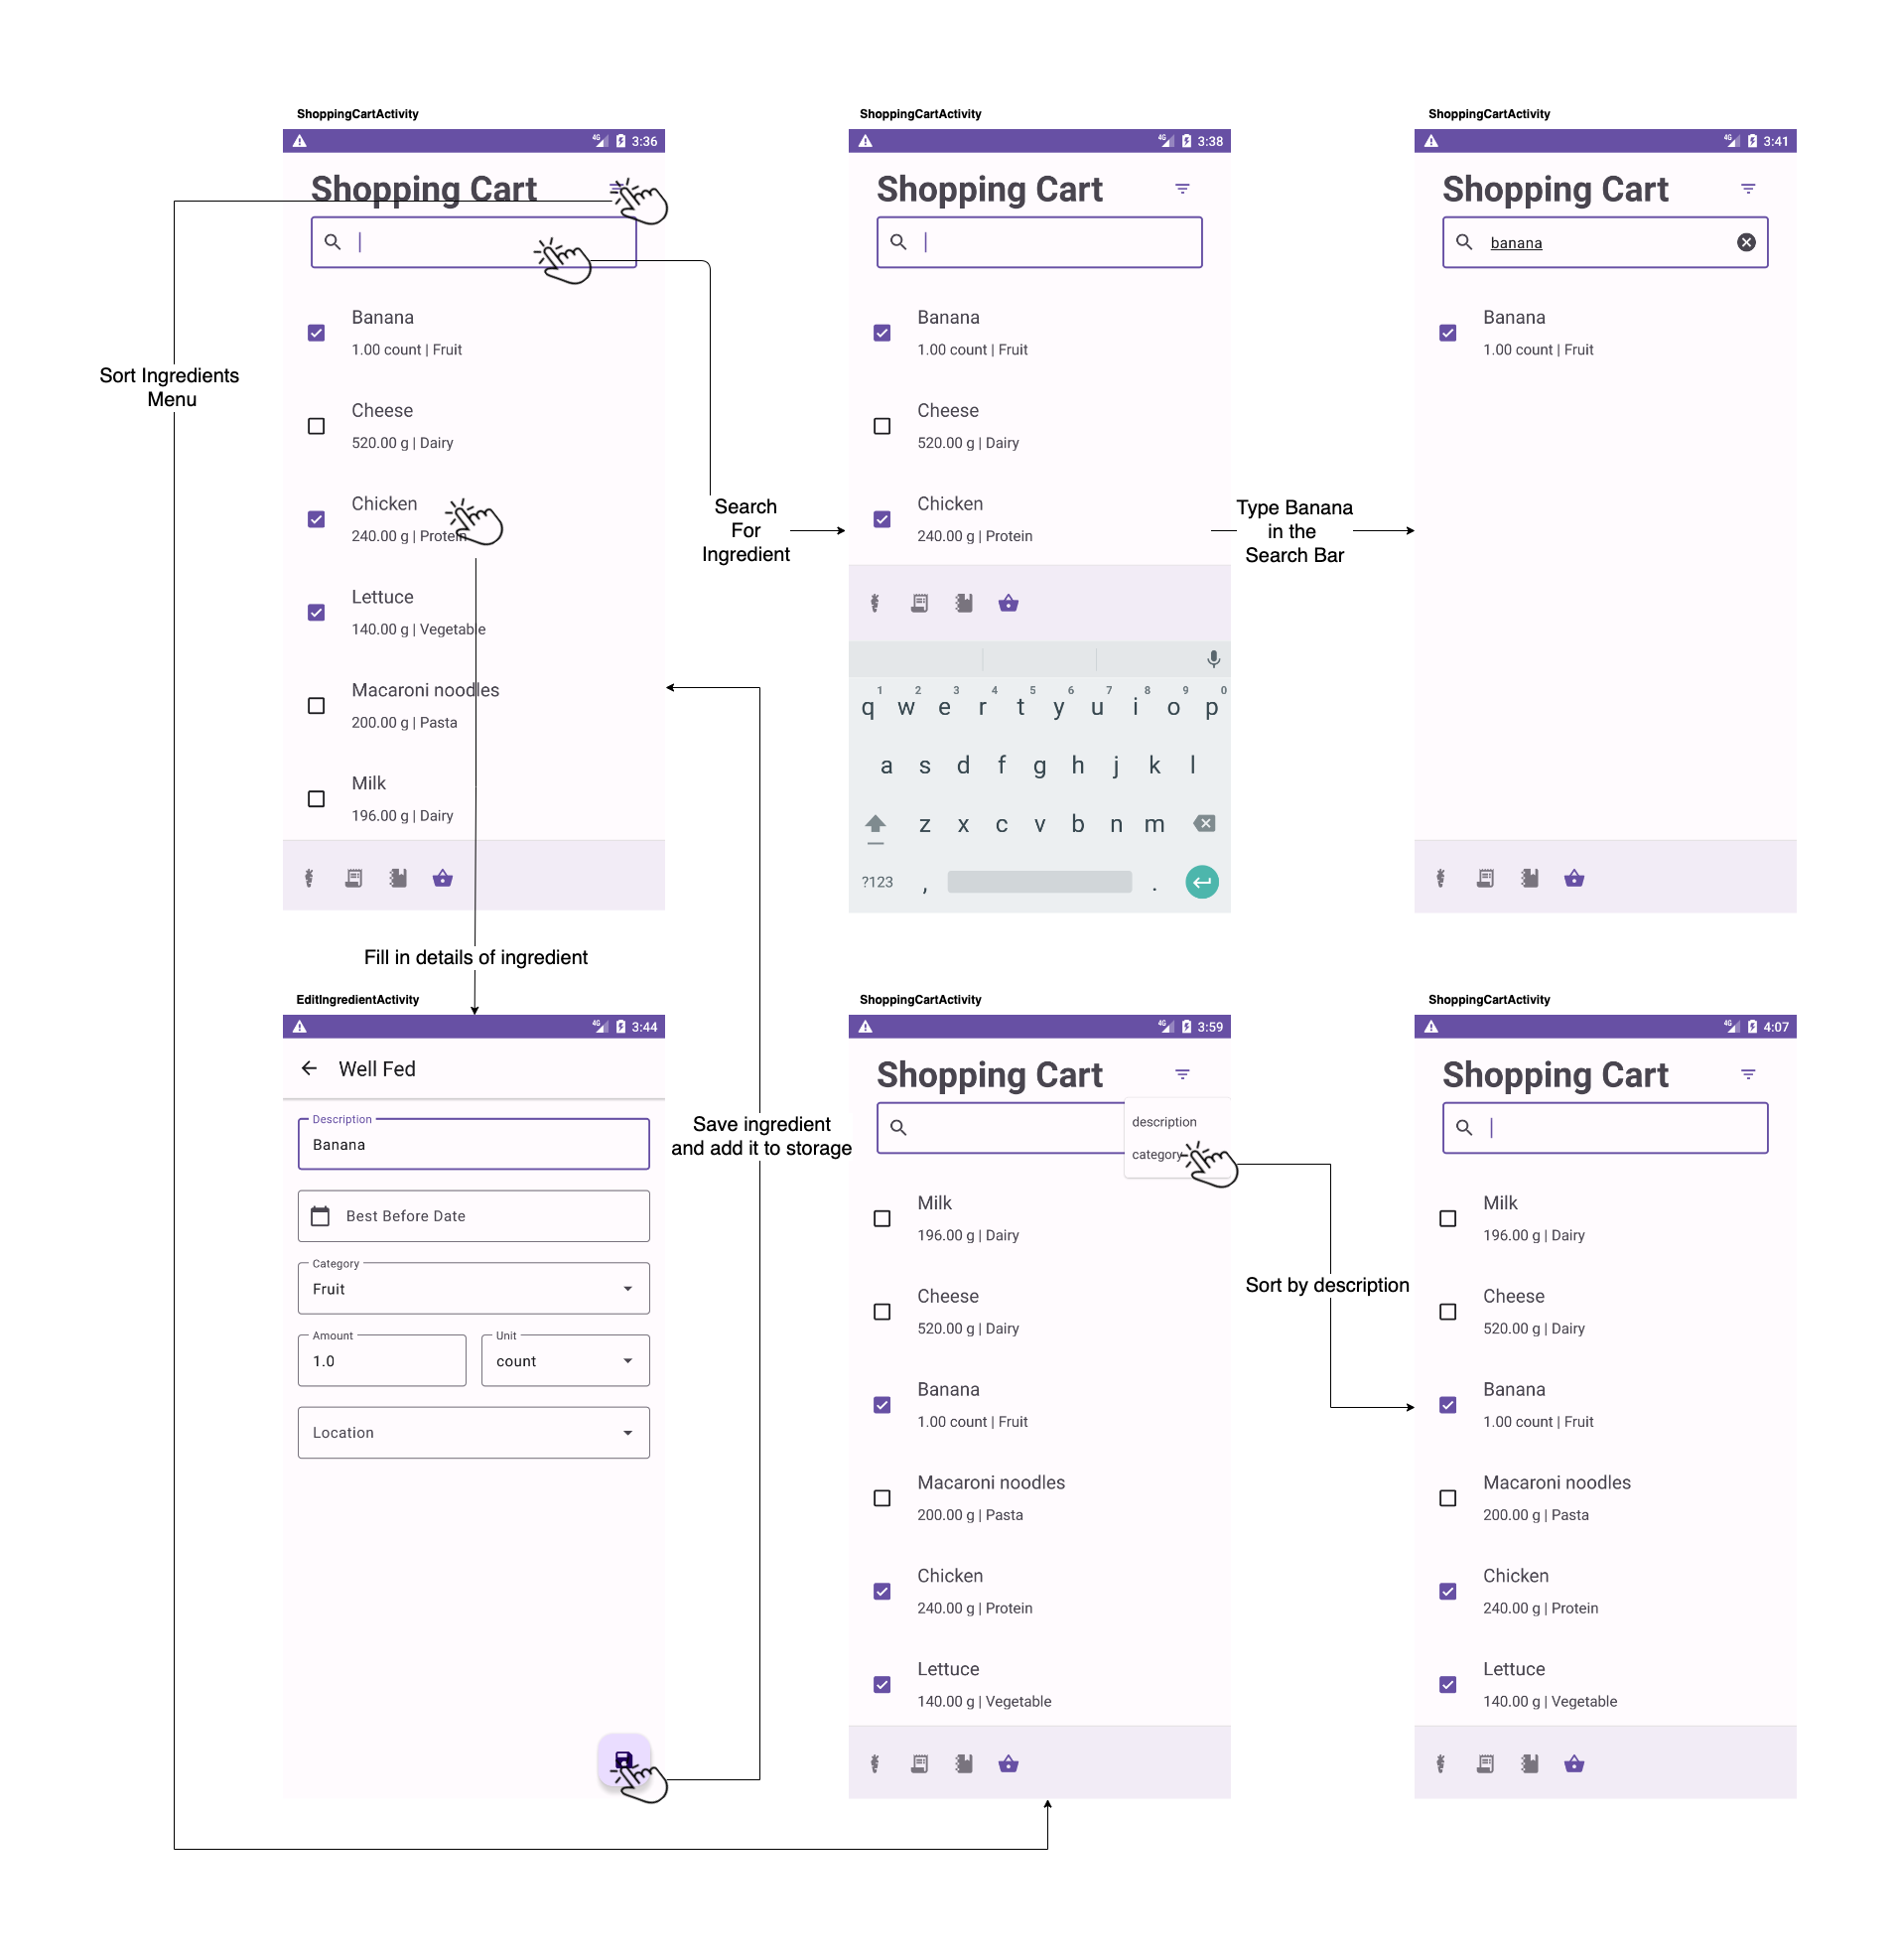 ShoppingCartActivity
4G 3:36
Shopping Cart
Banana
1.00 count | Fruit
Cheese
520.00 g | Dairy
Chicken
240.00 g | Protein
Lettuce
140.00 g | Vegetable
Macaroni noodles
200.00 g | Pasta
Milk
196.00 g | Dairy
Sort Ingredients
Menu
Search
For
Ingredient
ShoppingCartActivity
4G 3:38
Shopping Cart
Banana
1.00 count | Fruit
Cheese
520.00 g | Dairy
Chicken
240.00 g | Protein
1 2 3 4 5 6 7 8 9 0
q w e r t y u i o p
a s d f g h j k l
z x c v b n m
?123 , .
Type Banana
in the
Search Bar
ShoppingCartActivity
4G 3:41
Shopping Cart
banana
Banana
1.00 count | Fruit
Fill in details of ingredient
EditIngredientActivity
4G 3:44
Well Fed
Description
Banana
Best Before Date
Category
Fruit
Amount
1.0
Unit
count
Location
Save ingredient
and add it to storage
ShoppingCartActivity
4G 3:59
Shopping Cart
description
category
Milk
196.00 g | Dairy
Cheese
520.00 g | Dairy
Banana
1.00 count | Fruit
Macaroni noodles
200.00 g | Pasta
Chicken
240.00 g | Protein
Lettuce
140.00 g | Vegetable
Sort by description
ShoppingCartActivity
4G 4:07
Shopping Cart
Milk
196.00 g | Dairy
Cheese
520.00 g | Dairy
Banana
1.00 count | Fruit
Macaroni noodles
200.00 g | Pasta
Chicken
240.00 g | Protein
Lettuce
140.00 g | Vegetable